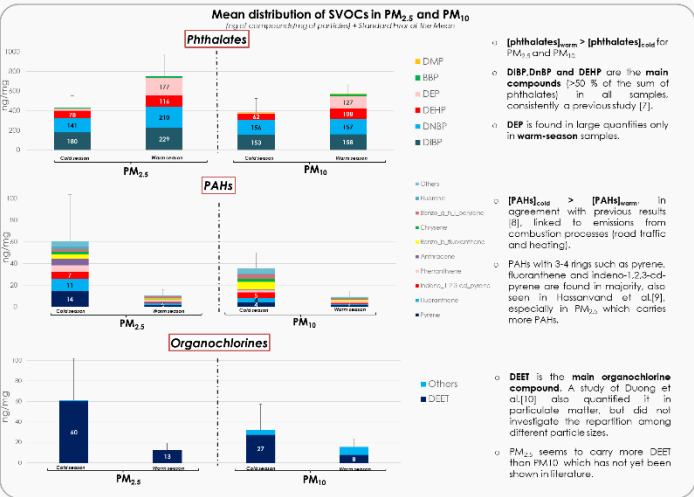 Mean distribution of SVOCs in PM2.5 and PM10
(ng of compounds/mg of particles) + Standard Error of the Mean
Phthalates
ng/mg
1000
800
600
400
200
0
180
141
78
229
210
116
177
153
156
62
158
157
108
127
Cold season
Warm season
Cold season
Warm season
PM2.5
PM10
DMP
BBP
DEP
DEHP
DNBP
DIBP
o [phthalates]warm > [phthalates]cold for
PM2.5 and PM10.
o DIBP,DnBP and DEHP are the main
compounds (>50 % of the sum of
phthalates) in all samples,
consistently a previous study [7].
o DEP is found in large quantities only
in warm-season samples.
PAHs
ng/mg
100
80
60
40
20
0
14
11
7
4
5
Cold season
Warm season
Cold season
Warm season
PM2.5
PM10
Others
Fluorene
Chrysene
Benzo_b_fluoranthene
Anthracene
Phenanthrene
Indeno_1,2,3-cd_pyrene
Fluoranthene
Pyrene
o [PAHs]cold > [PAHs]warm, in
agreement with previous results
[8], linked to emissions from
combustion processes (road traffic
and heating).
o PAHs with 3-4 rings such as pyrene,
fluoranthene and indeno-1,2,3-cd-
pyrene are found in majority, also
seen in Hassanvand et al.[9],
especially in PM2.5 which carries
more PAHs.
Organochlorines
ng/mg
100
80
60
40
20
0
60
13
27
8
Cold season
Warm season
Cold season
Warm season
PM2.5
PM10
Others
DEET
o DEET is the main organochlorine
compound. A study of Duong et
al.[10] also quantified it in
particulate matter, but did not
investigate the repartition among
different particle sizes.
o PM2.5 seems to carry more DEET
than PM10 which has not yet been
shown in literature.